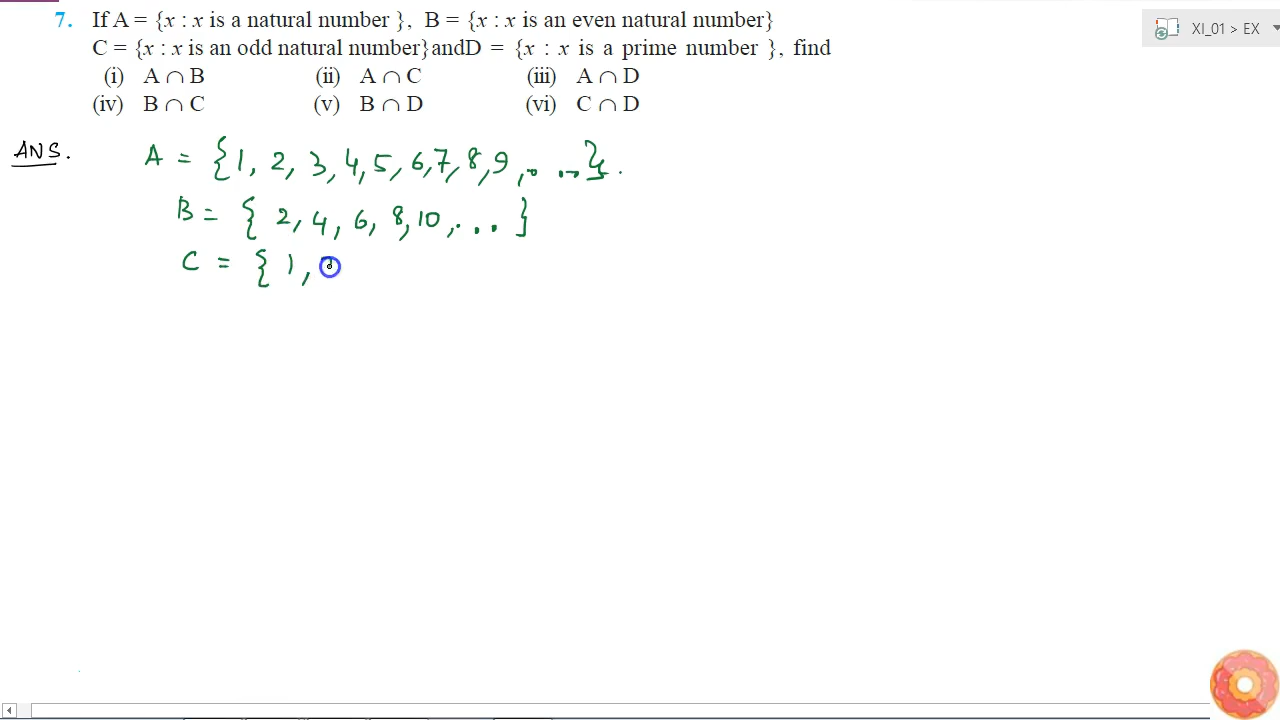 7. If A = {x : x is a natural number }, B = {x : x is an even natural number}
C = {x : x is an odd natural number}andD = {x : x is a prime number }, find
(i) A ∩ B (ii) A ∩ C (iii) A ∩ D
(iv) B ∩ C (v) B ∩ D (vi) C ∩ D
XI_01 > EX
ANS.
A = {1, 2, 3, 4, 5, 6, 7, 8, 9, . . . .}.
B = { 2, 4, 6, 8, 10, . . . }
C = { 1,